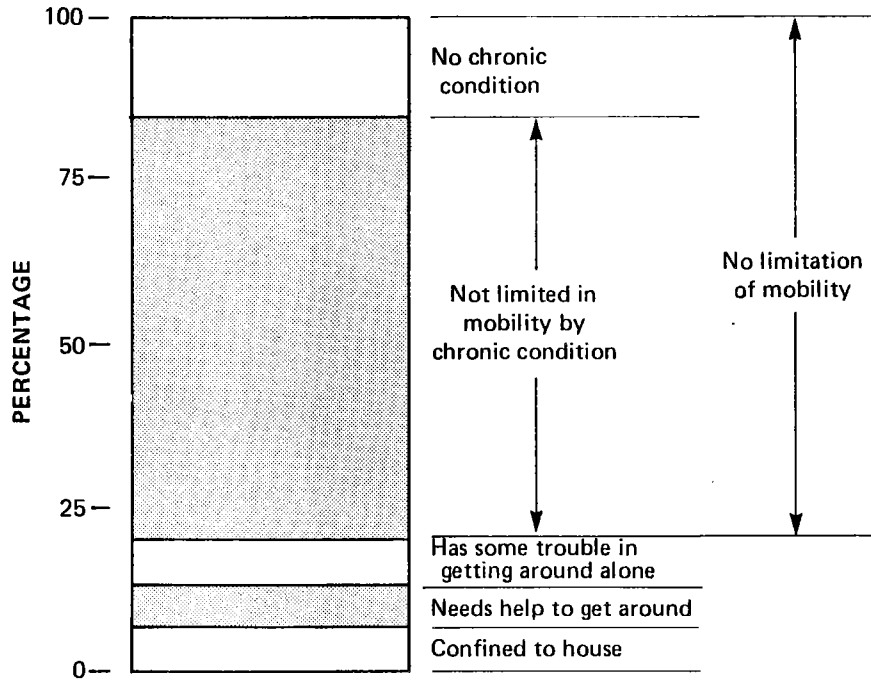 100
No chronic
condition
75
PERCENTAGE
No limitation
of mobility
Not limited in
mobility by
chronic condition
50
25
Has some trouble in
getting around alone
Needs help to get around
Confined to house
0